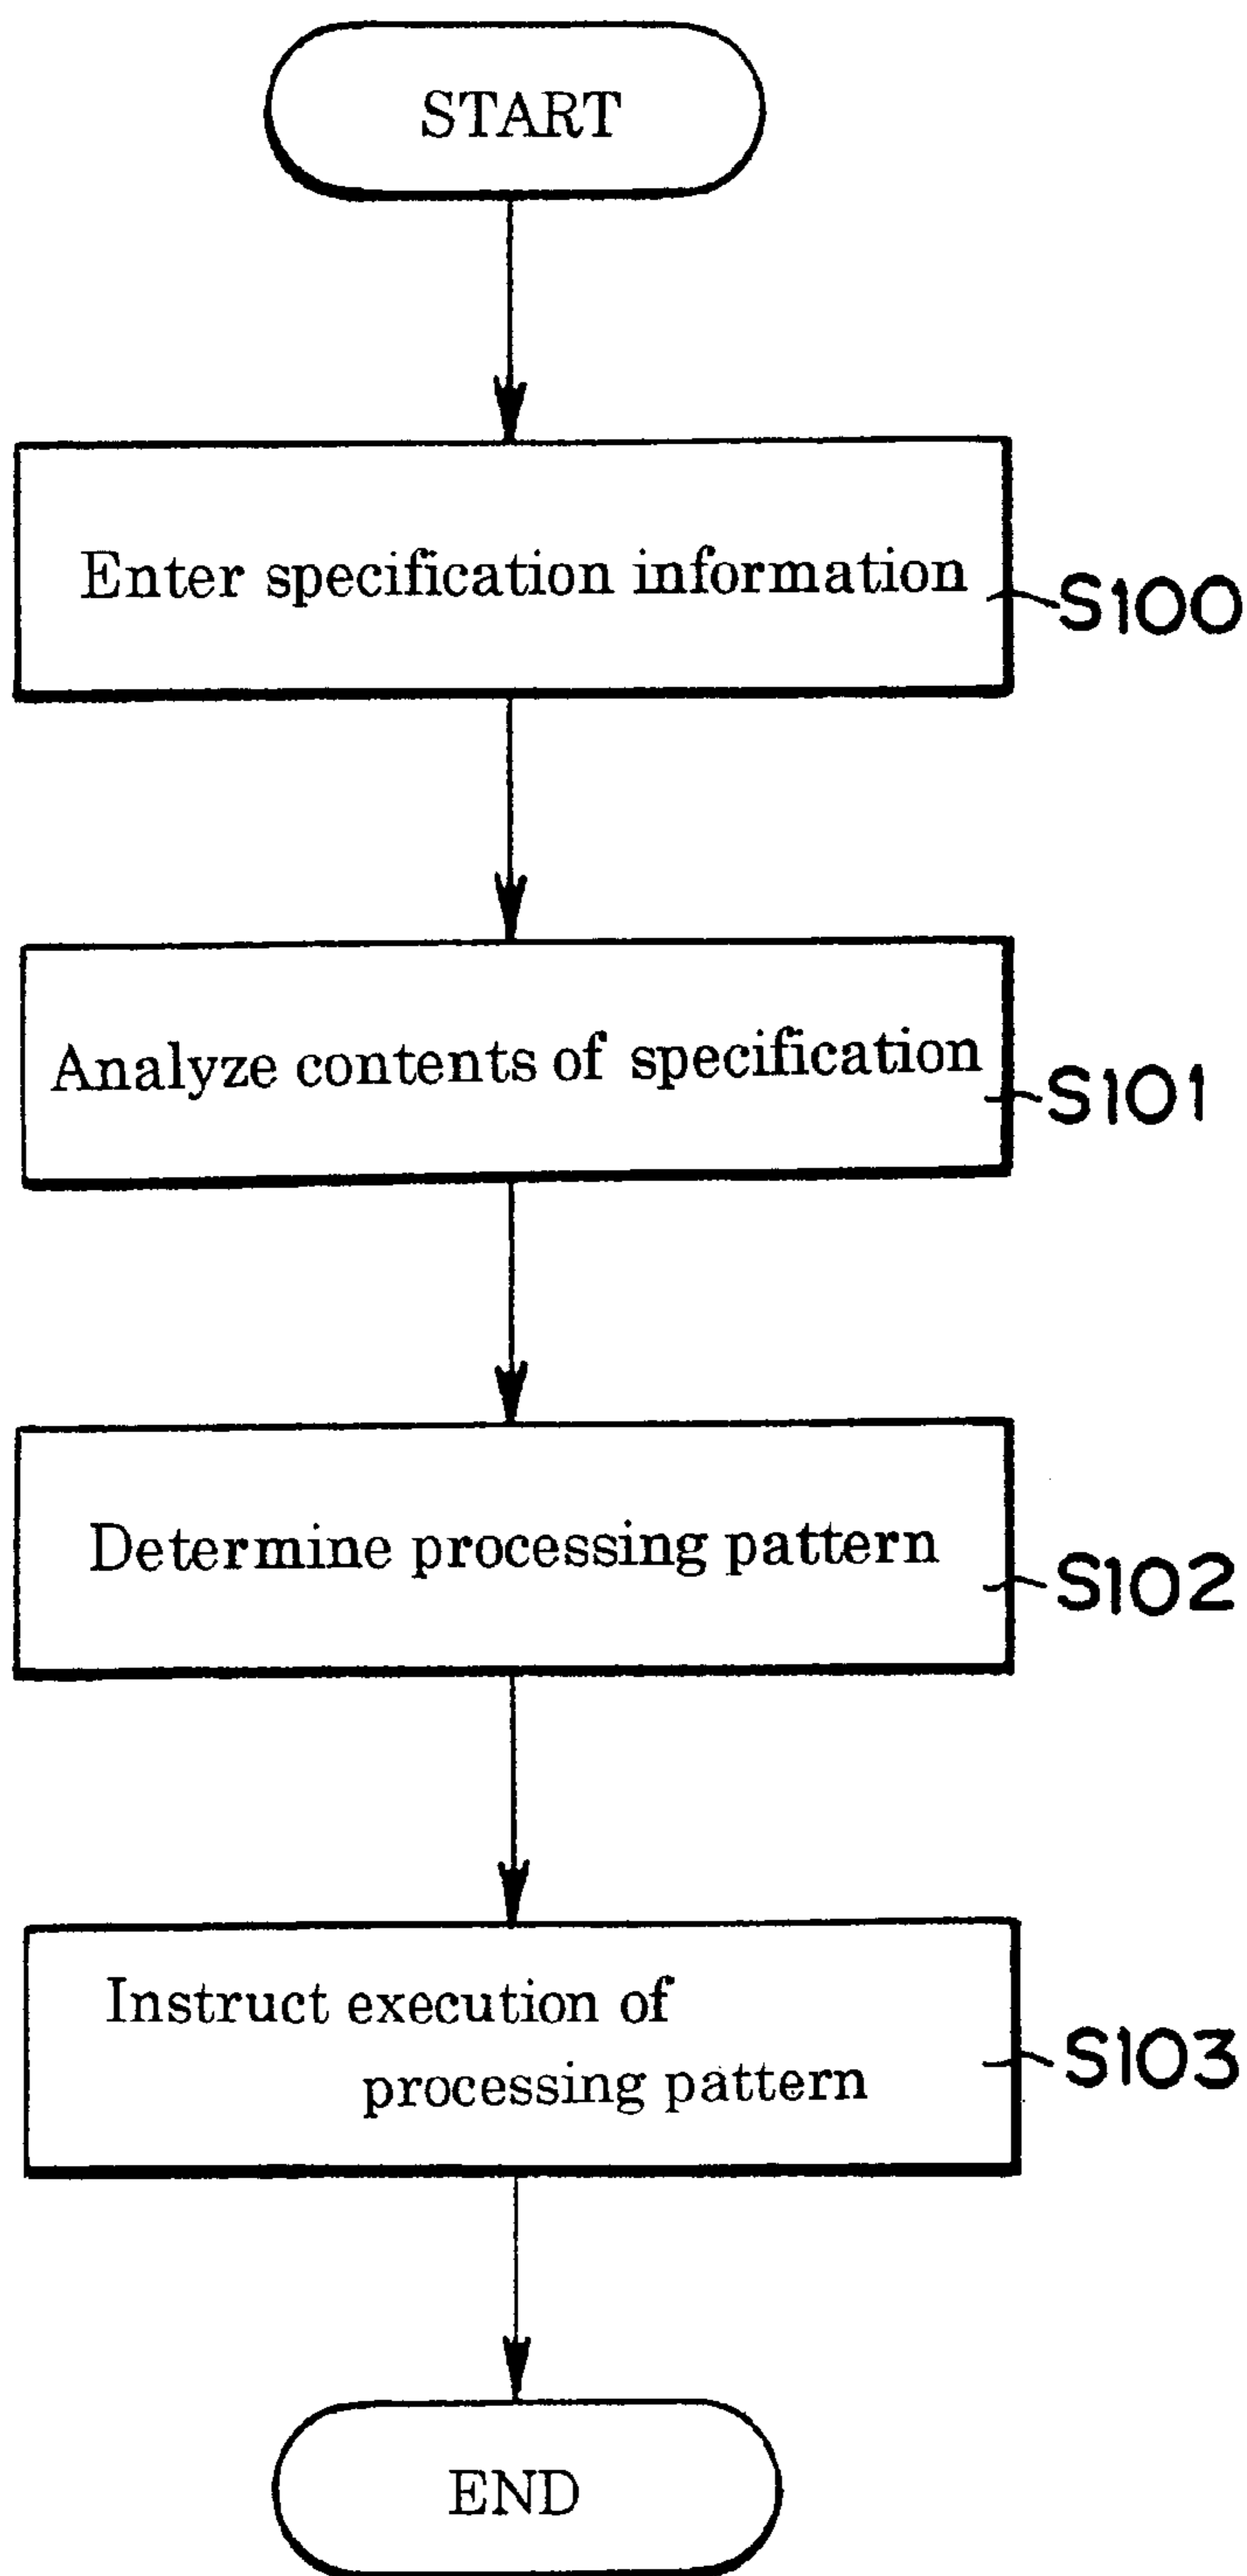 START
Enter specification information
S100
Analyze contents of specification
S101
Determine processing pattern
S102
Instruct execution of
processing pattern
S103
END